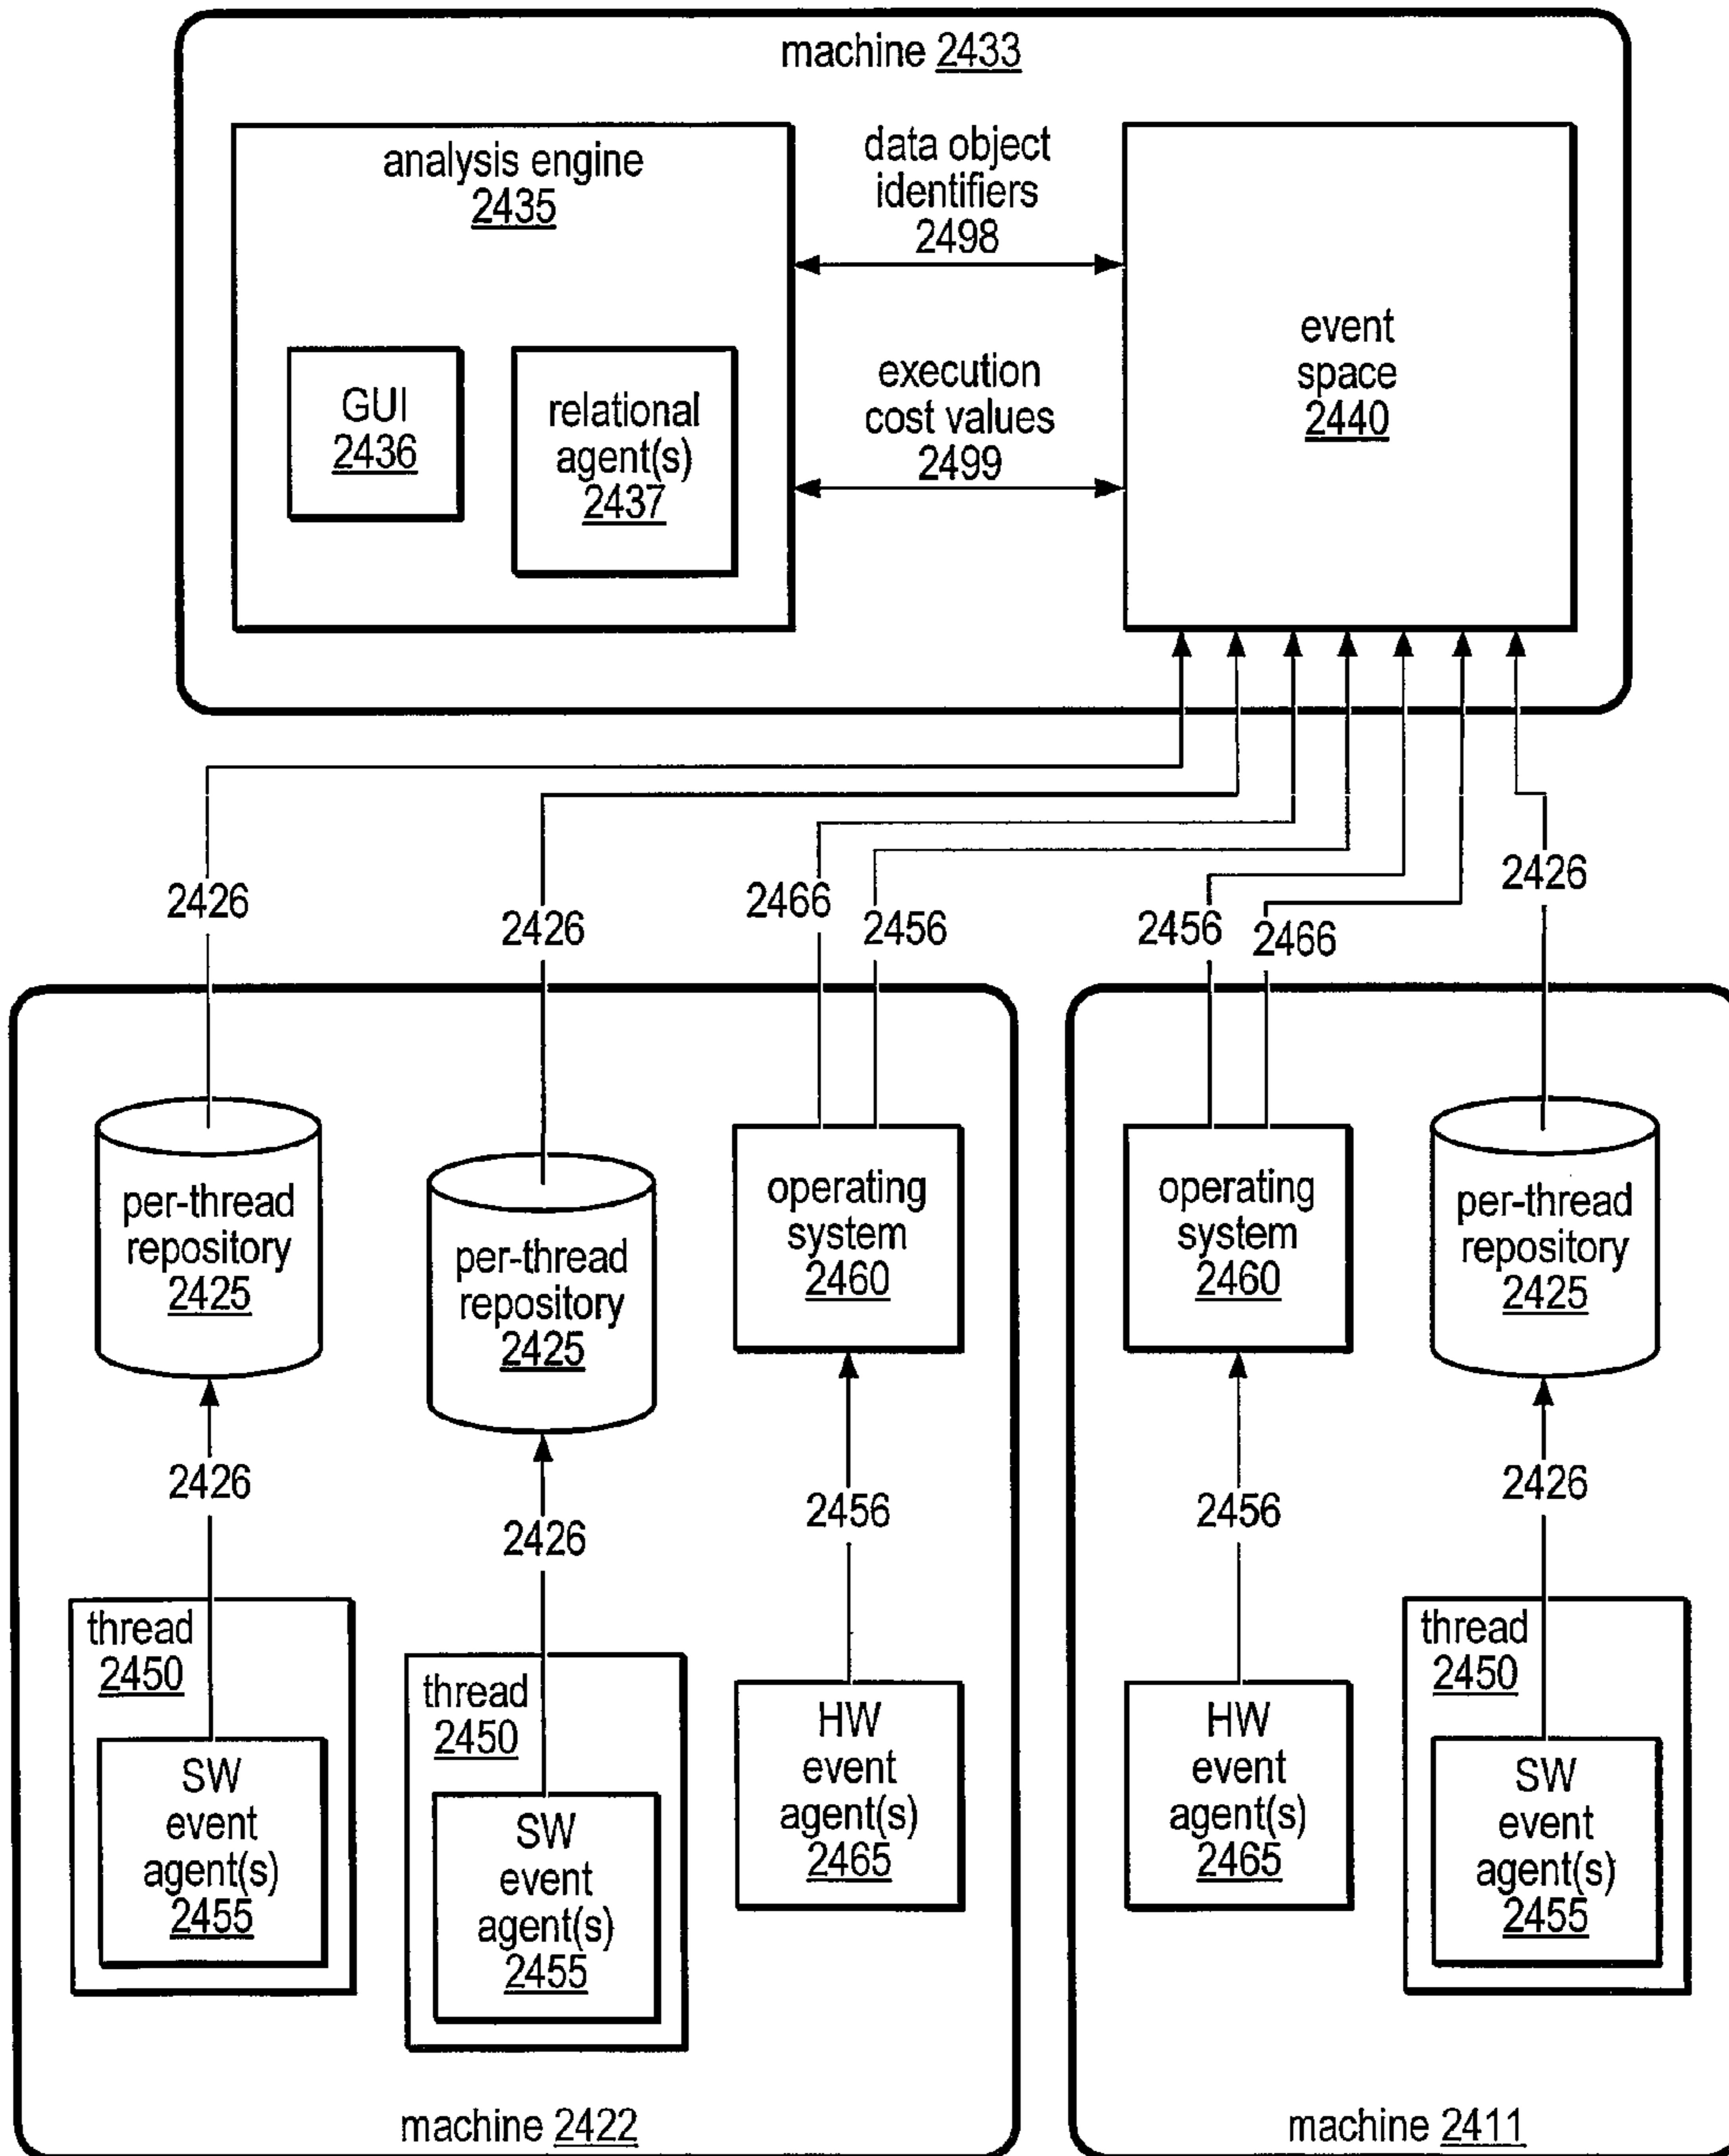 machine 2433
analysis engine
2435
data object
identifiers
2498
GUI
2436
relational
agent(s)
2437
execution
cost values
2499
event
space
2440
2426
2426
2466
2456
2456
2466
2426
per-thread
repository
2425
per-thread
repository
2425
operating
system
2460
operating
system
2460
per-thread
repository
2425
2426
2426
2456
2456
2426
thread
2450
SW
event
agent(s)
2455
thread
2450
SW
event
agent(s)
2455
HW
event
agent(s)
2465
HW
event
agent(s)
2465
thread
2450
SW
event
agent(s)
2455
machine 2422
machine 2411